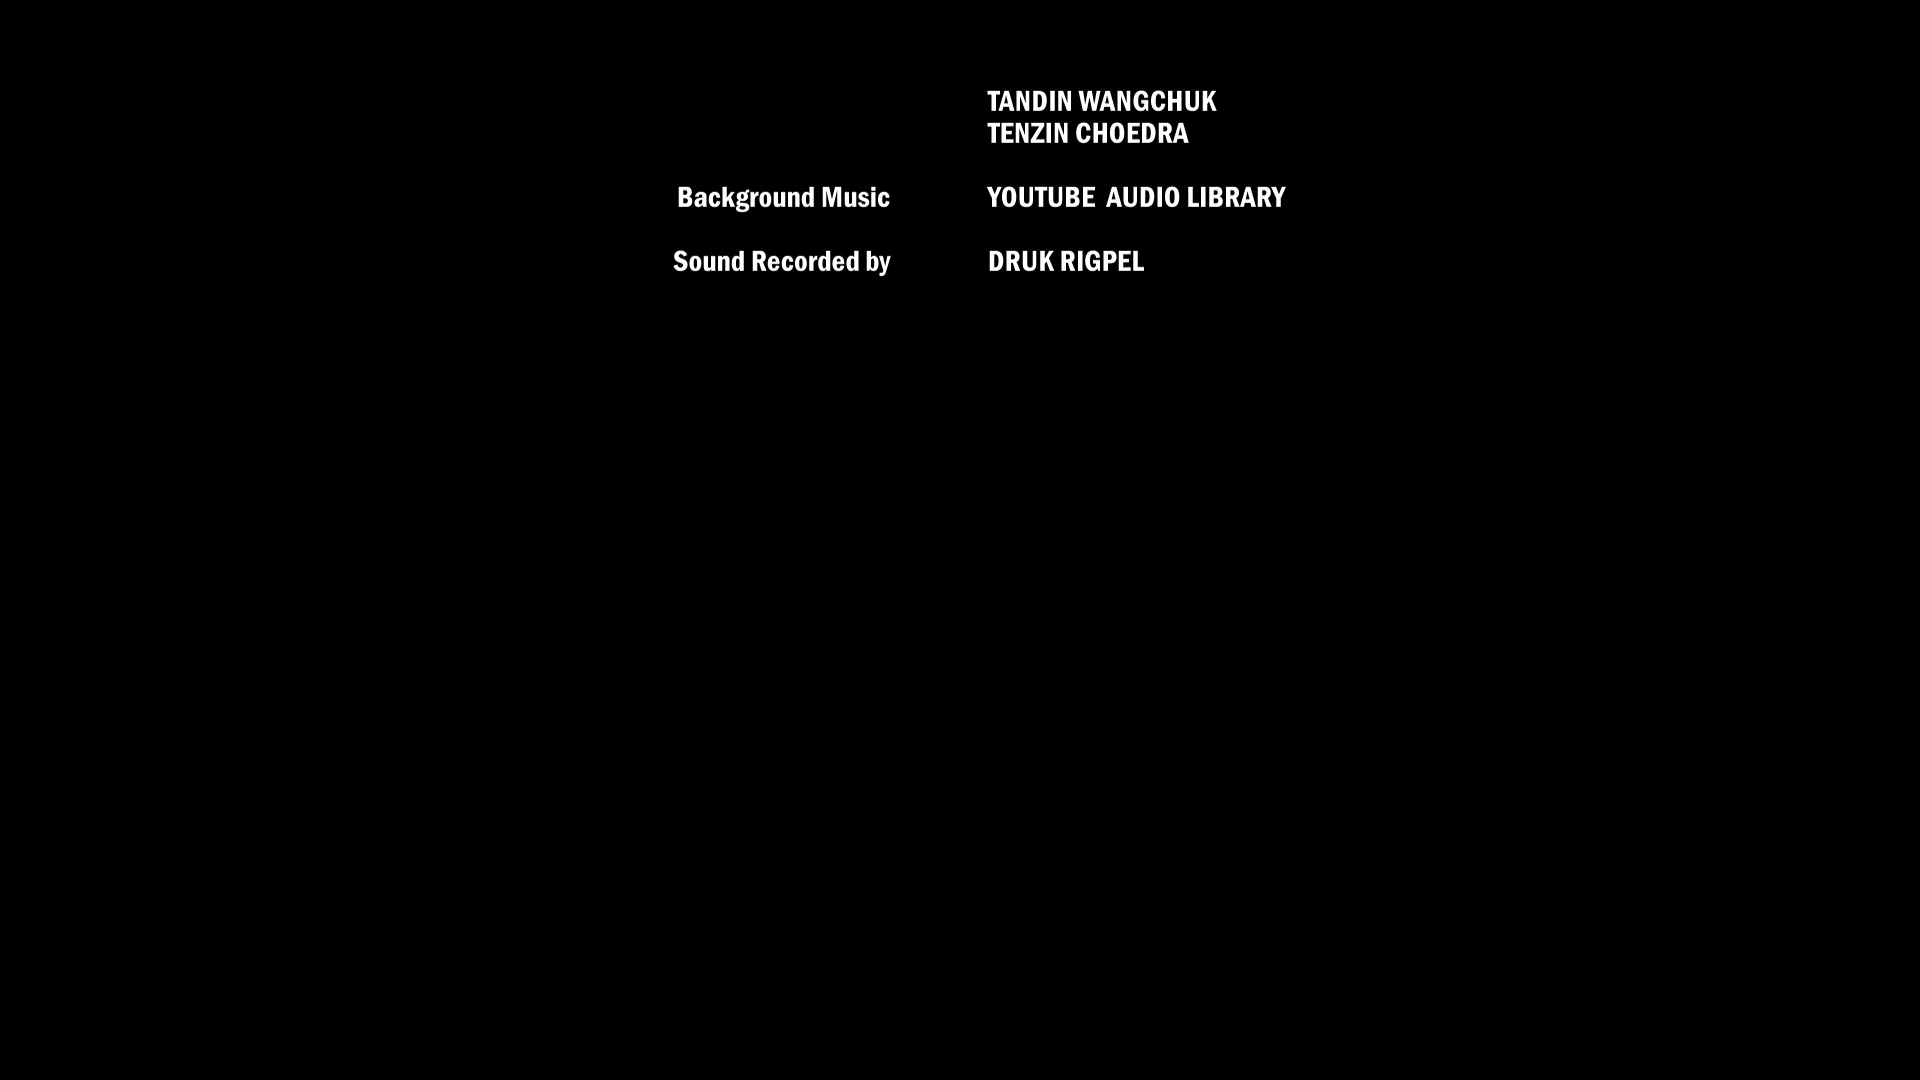 TANDIN WANGCHUK
TENZIN CHOEDRA
Background Music YOUTUBE AUDIO LIBRARY
Sound Recorded by DRUK RIGPEL